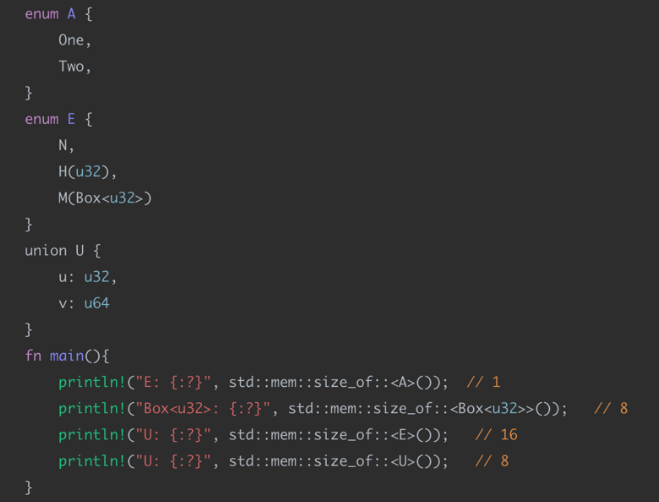 enum A {
    One,
    Two,
}
enum E {
    N,
    H(u32),
    M(Box<u32>)
}
union U {
    u: u32,
    v: u64
}
fn main(){
    println!("E: {:?}", std::mem::size_of::<A>());  // 1
    println!("Box<u32>: {:?}", std::mem::size_of::<Box<u32>>());   // 8
    println!("U: {:?}", std::mem::size_of::<E>());   // 16
    println!("U: {:?}", std::mem::size_of::<U>());   // 8
}